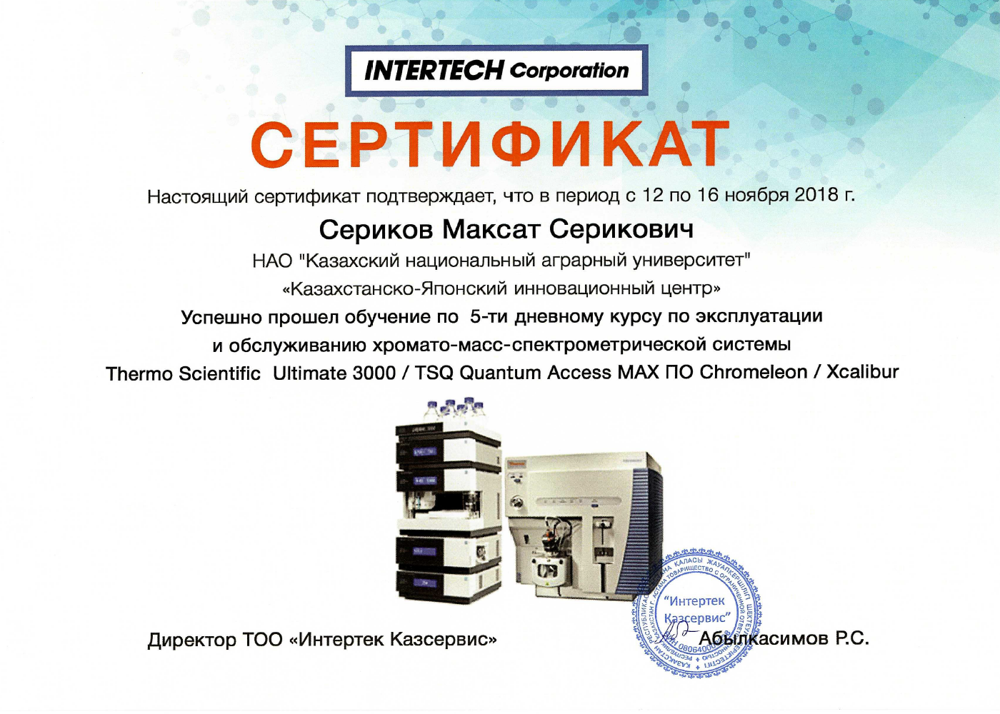 INTERTECH Corporation
СЕРТИФИКАТ
Настоящий сертификат подтверждает, что в период с 12 по 16 ноября 2018 г.
Сериков Максат Серикович
НАО "Казахский национальный аграрный университет"
«Казахстанско-Японский инновационный центр»
Успешно прошел обучение по 5-ти дневному курсу по эксплуатации
и обслуживанию хромато-масс-спектрометрической системы
Thermo Scientific Ultimate 3000 / TSQ Quantum Access MAX ПО Chromeleon / Xcalibur
"Интертек
Казсервис"
Директор ТОО «Интертек Казсервис»
Абылкасимов Р.С.